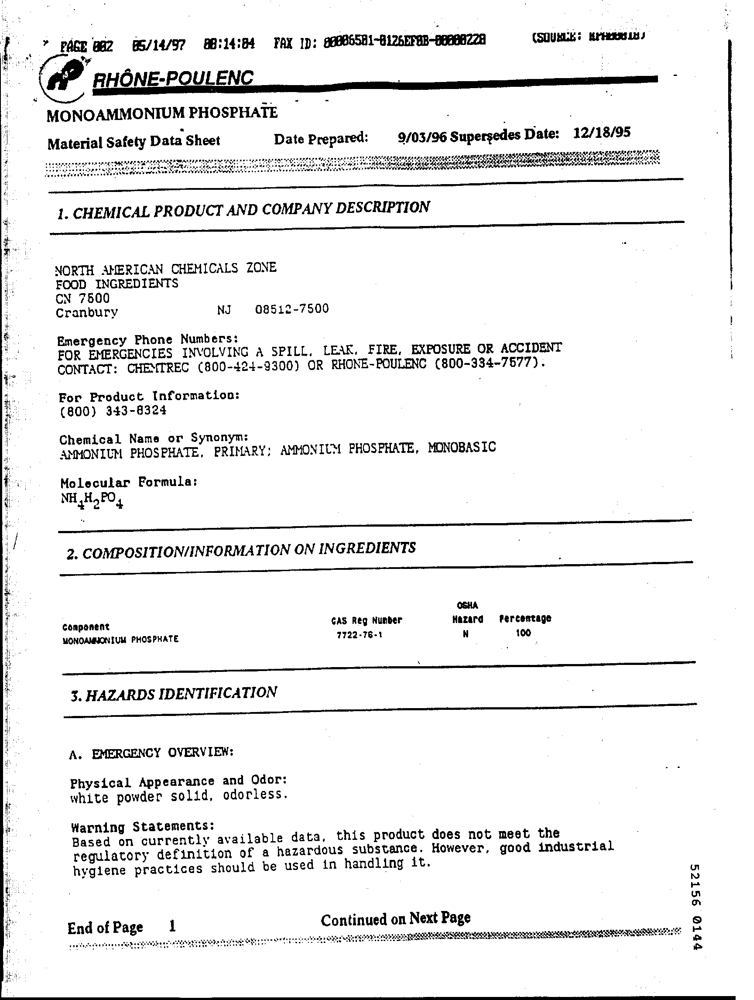 PAGE 002 05/14/97 08:14:04 FAX ID:
RHÔNE-POULENC
MONOAMMONIUM PHOSPHATE
Material Safety Data Sheet Date Prepared: 9/03/96 Supersedes Date: 12/18/95
1. CHEMICAL PRODUCT AND COMPANY DESCRIPTION
NORTH AMERICAN CHEMICALS ZONE
FOOD INGREDIENTS
CN 7500
Cranbury NJ 08512-7500
Emergency Phone Numbers:
FOR EMERGENCIES INVOLVING A SPILL, LEAK, FIRE, EXPOSURE OR ACCIDENT
CONTACT: CHEMTREC (800-424-9300) OR RHONE-POULENC (800-334-7577).
For Product Information:
(800) 343-8324
Chemical Name or Synonym:
AMMONIUM PHOSPHATE, PRIMARY; AMMONIUM PHOSPHATE, MONOBASIC
Molecular Formula:
NH₄H₂PO₄
2. COMPOSITION/INFORMATION ON INGREDIENTS
OSHA
Component CAS Reg Number Hazard Percentage
MONOAMMONIUM PHOSPHATE 7722-76-1 N 100
3. HAZARDS IDENTIFICATION
A. EMERGENCY OVERVIEW:
Physical Appearance and Odor:
white powder solid, odorless.
Warning Statements:
Based on currently available data, this product does not meet the
regulatory definition of a hazardous substance. However, good industrial
hygiene practices should be used in handling it.
End of Page 1 Continued on Next Page
52156 0144